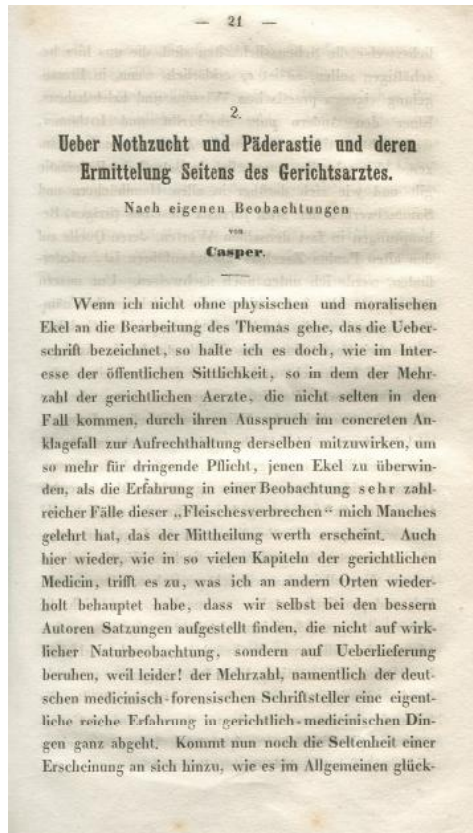 — 21 —
2.
Ueber Nothzucht und Päderastie und deren
Ermittelung Seitens des Gerichtsarztes.
Nach eigenen Beobachtungen
von
Casper.
Wenn ich nicht ohne physischen und moralischen
Ekel an die Bearbeitung des Themas gehe, das die Ueber-
schrift bezeichnet, so halte ich es doch, wie im Inter-
esse der öffentlichen Sittlichkeit, so in dem der Mehr-
zahl der gerichtlichen Aerzte, die nicht selten in den
Fall kommen, durch ihren Ausspruch im concreten An-
klagefall zur Aufrechthaltung derselben mitzuwirken, um
so mehr für dringende Pflicht, jenen Ekel zu überwin-
den, als die Erfahrung in einer Beobachtung sehr zahl-
reicher Fälle dieser „Fleischesverbrechen“ mich Manches
gelehrt hat, das der Mittheilung werth erscheint. Auch
hier wieder, wie in so vielen Kapiteln der gerichtlichen
Medicin, trifft es zu, was ich an andern Orten wieder-
holt behauptet habe, dass wir selbst bei den bessern
Autoren Satzungen aufgestellt finden, die nicht auf wirk-
licher Naturbeobachtung, sondern auf Ueberlieferung
beruhen, weil leider! der Mehrzahl, namentlich der deut-
schen medicinisch-forensischen Schriftsteller eine eigent-
liche reiche Erfahrung in gerichtlich-medicinischen Din-
gen ganz abgeht. Kommt nun noch die Seltenheit einer
Erscheinung an sich hinzu, wie es im Allgemeinen glück-